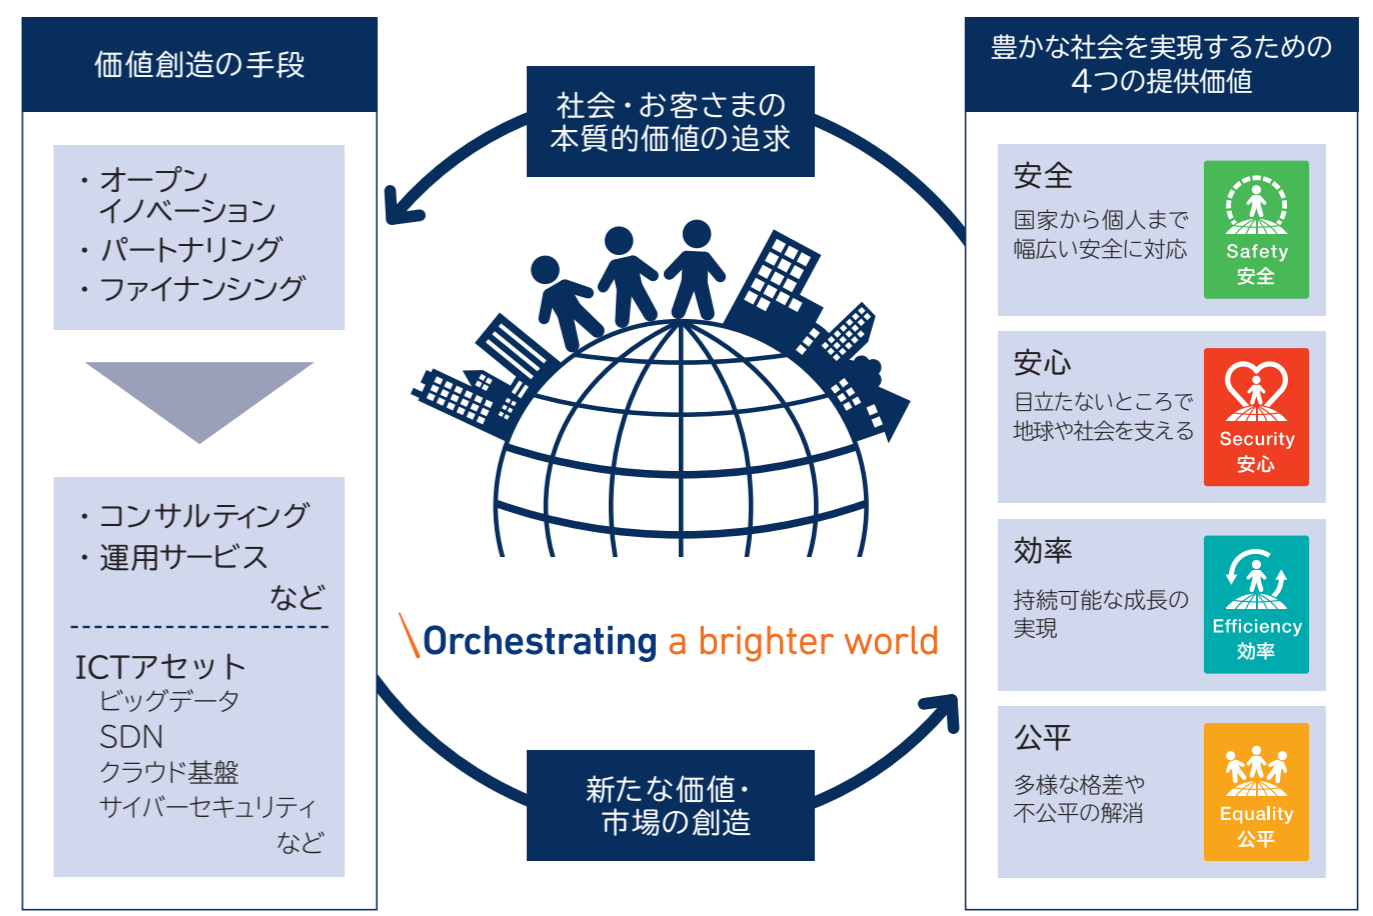 価値創造の手段
・オープン
イノベーション
・パートナリング
・ファイナンシング
・コンサルティング
・運用サービス
など
ICTアセット
ビッグデータ
SDN
クラウド基盤
サイバーセキュリティ
など
社会・お客さまの
本質的価値の追求
\Orchestrating a brighter world
新たな価値・
市場の創造
豊かな社会を実現するための
4つの提供価値
安全
国家から個人まで
幅広い安全に対応
Safety
安全
安心
目立たないところで
地球や社会を支える
Security
安心
効率
持続可能な成長の
実現
Efficiency
効率
公平
多様な格差や
不公平の解消
Equality
公平